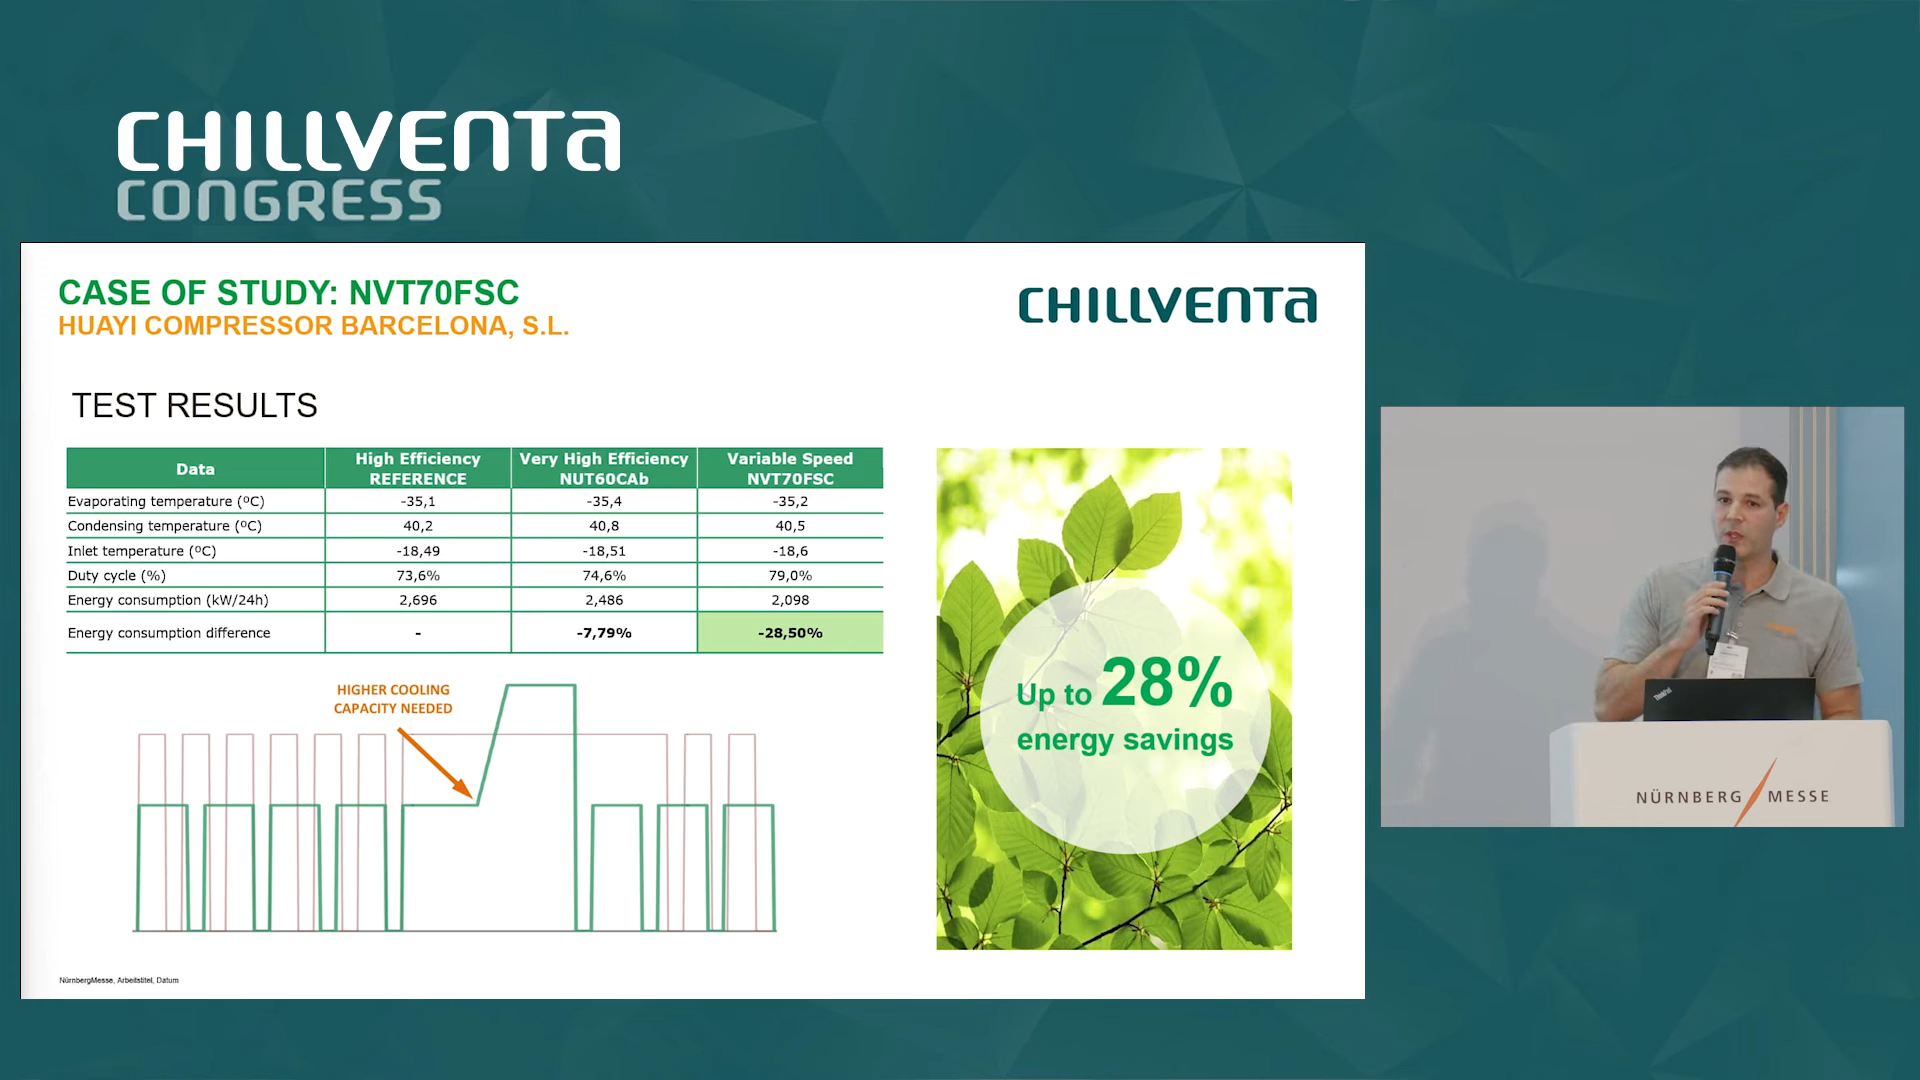 CHILLVENTA
CONGRESS
CASE OF STUDY: NVT70FSC
HUAYI COMPRESSOR BARCELONA, S.L.
CHILLVENTA
TEST RESULTS
Data High Efficiency REFERENCE Very High Efficiency NUT60CAb Variable Speed NVT70FSC
Evaporating temperature (ºC) -35,1 -35,4 -35,2
Condensing temperature (ºC) 40,2 40,8 40,5
Inlet temperature (ºC) -18,49 -18,51 -18,6
Duty cycle (%) 73,6% 74,6% 79,0%
Energy consumption (kW/24h) 2,696 2,486 2,098
Energy consumption difference - -7,79% -28,50%
HIGHER COOLING
CAPACITY NEEDED
Up to 28%
energy savings
NürnbergMesse, Arbeitstitel, Datum
ThinkPad
NÜRNBERG MESSE